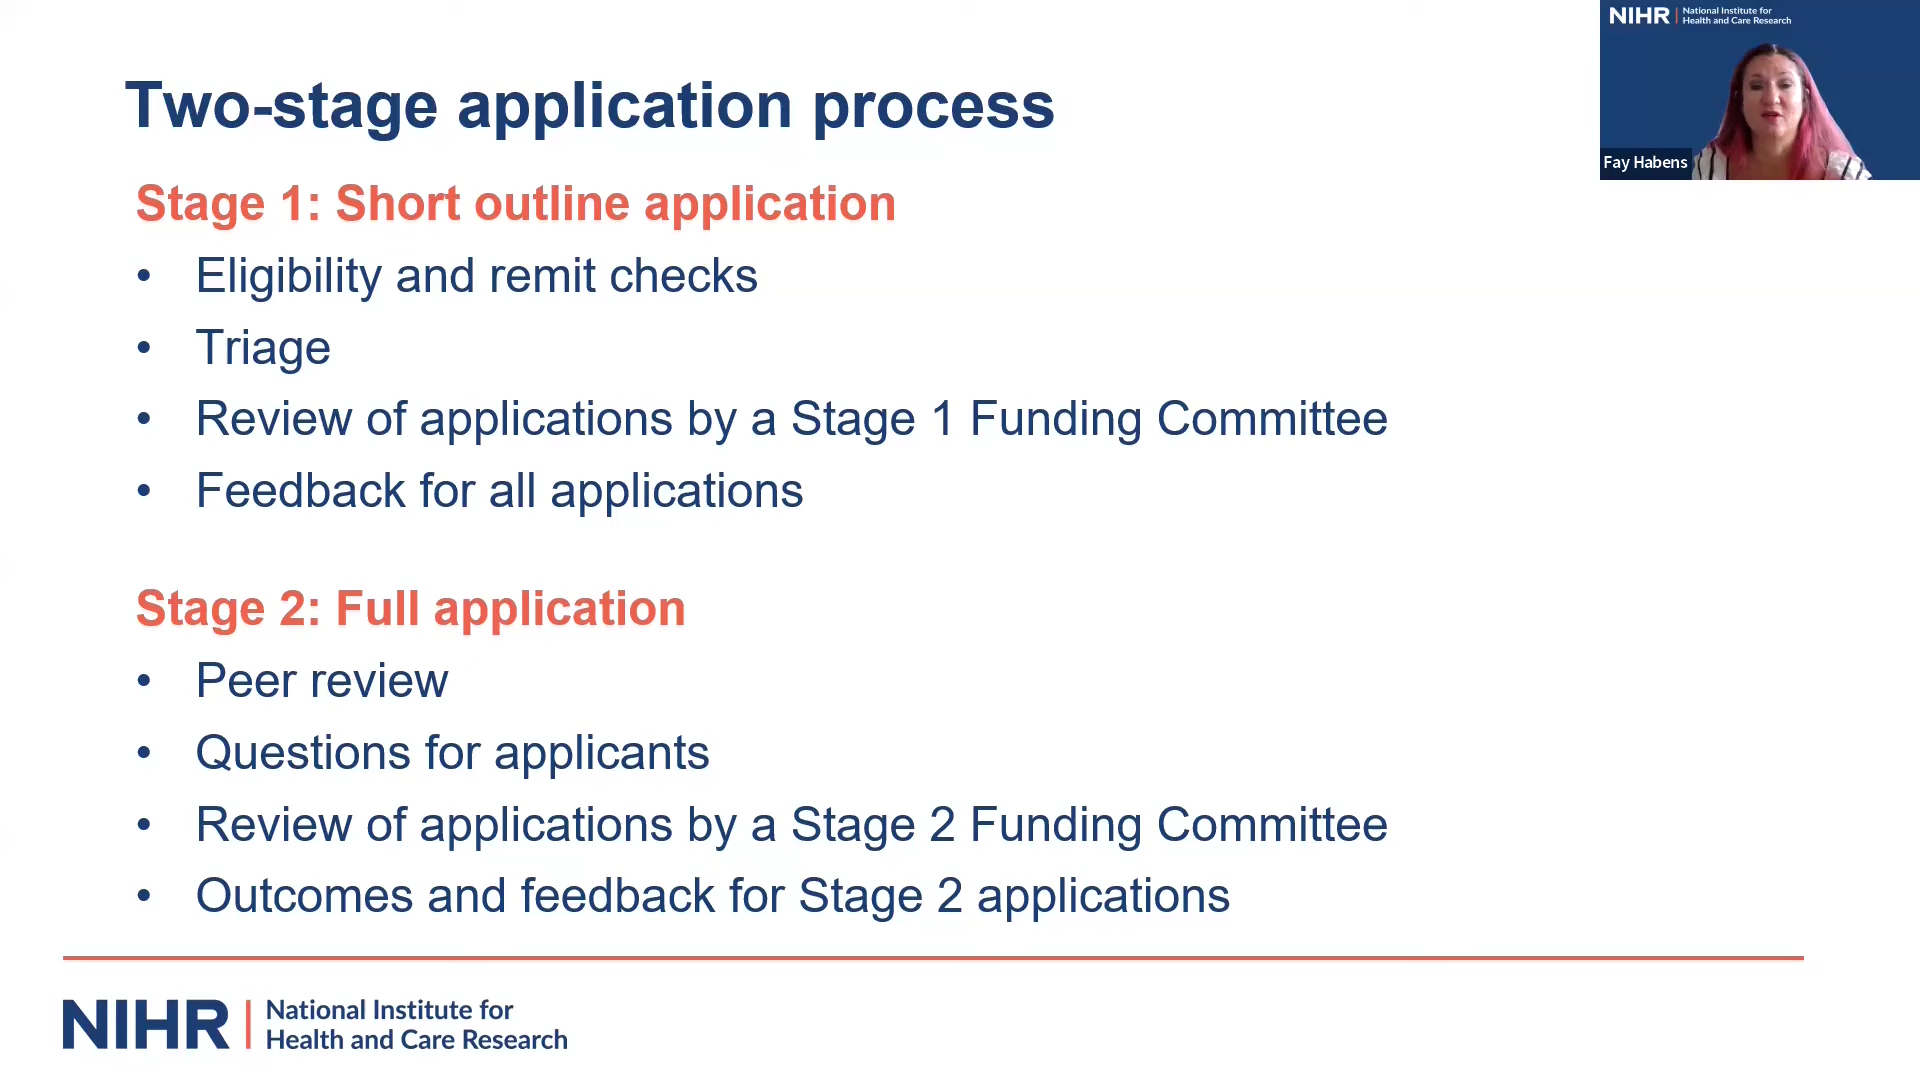 Two-stage application process
Stage 1: Short outline application
• Eligibility and remit checks
• Triage
• Review of applications by a Stage 1 Funding Committee
• Feedback for all applications
Stage 2: Full application
• Peer review
• Questions for applicants
• Review of applications by a Stage 2 Funding Committee
• Outcomes and feedback for Stage 2 applications
NIHR | National Institute for
Health and Care Research
NIHR | National Institute for
Health and Care Research
Fay Habens